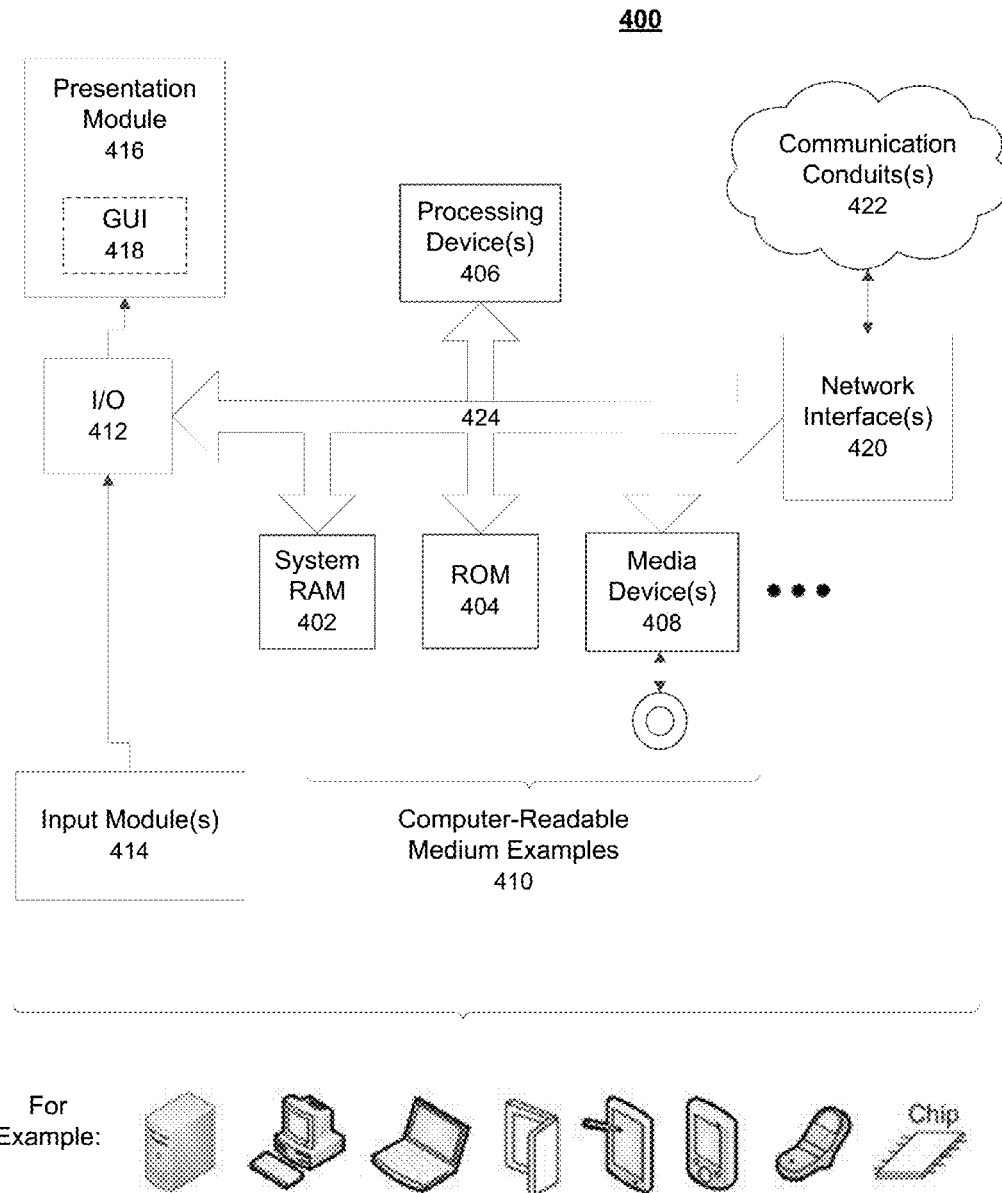 400
Presentation
Module
416
GUI
418
Communication
Conduits(s)
422
Processing
Device(s)
406
I/O
412
424
Network
Interface(s)
420
System
RAM
402
ROM
404
Media
Device(s)
408
Input Module(s)
414
Computer-Readable
Medium Examples
410
For
Example:
Chip